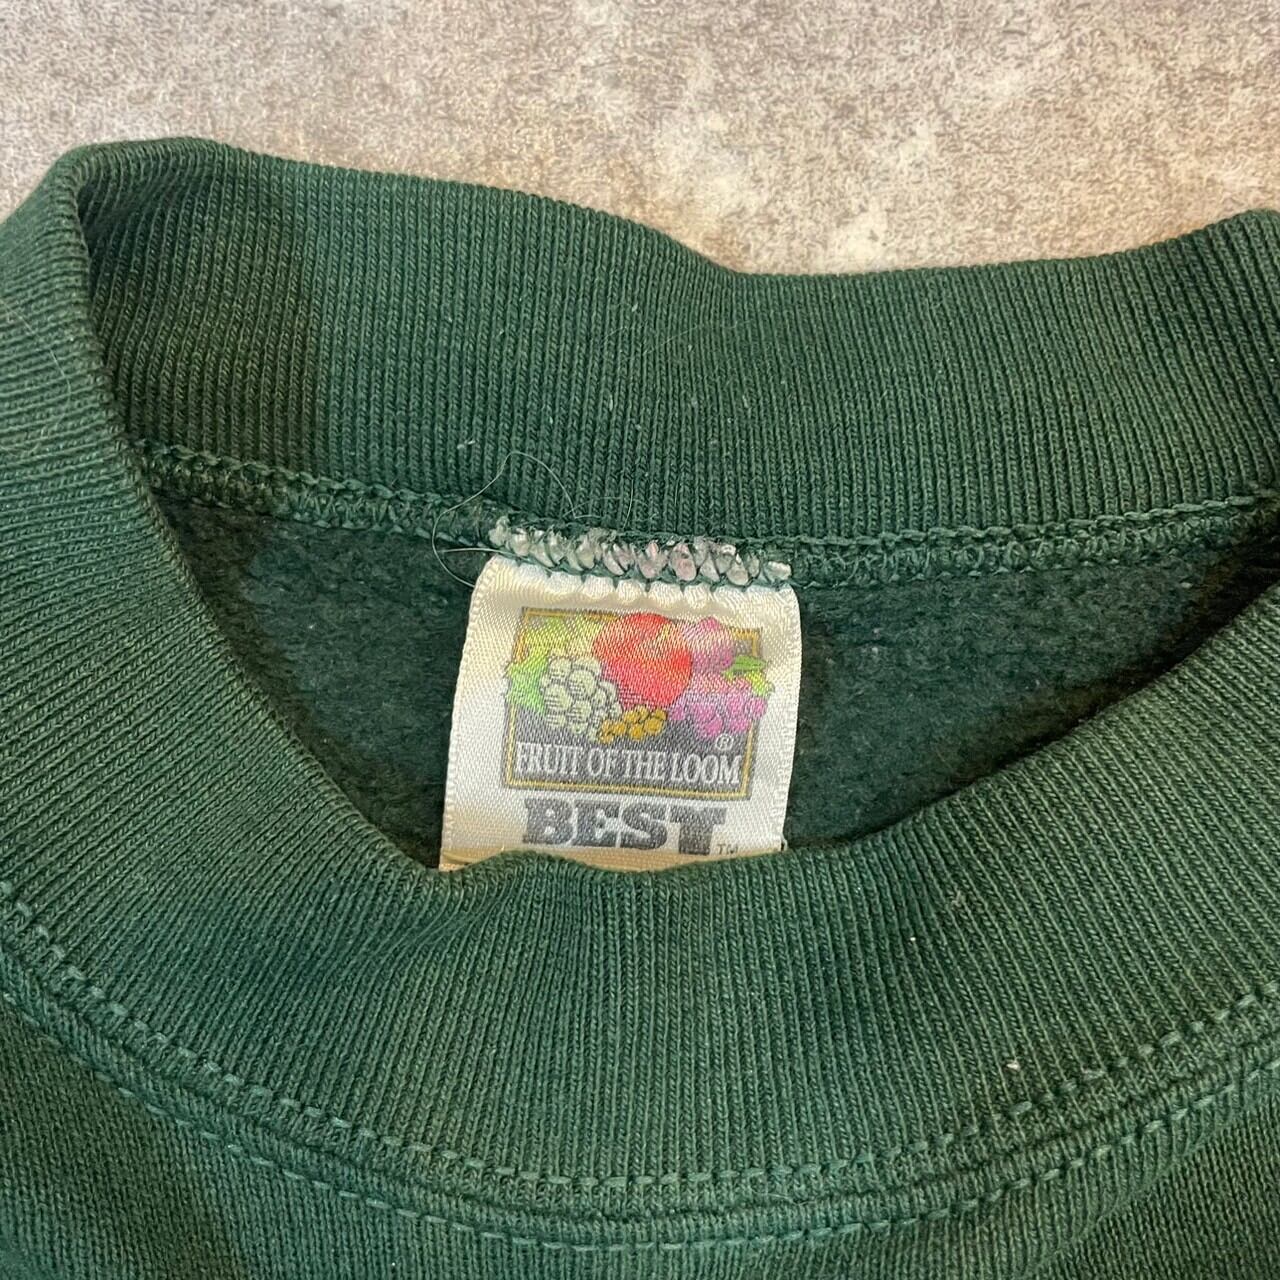 ®
FRUIT OF THE LOOM
BEST™